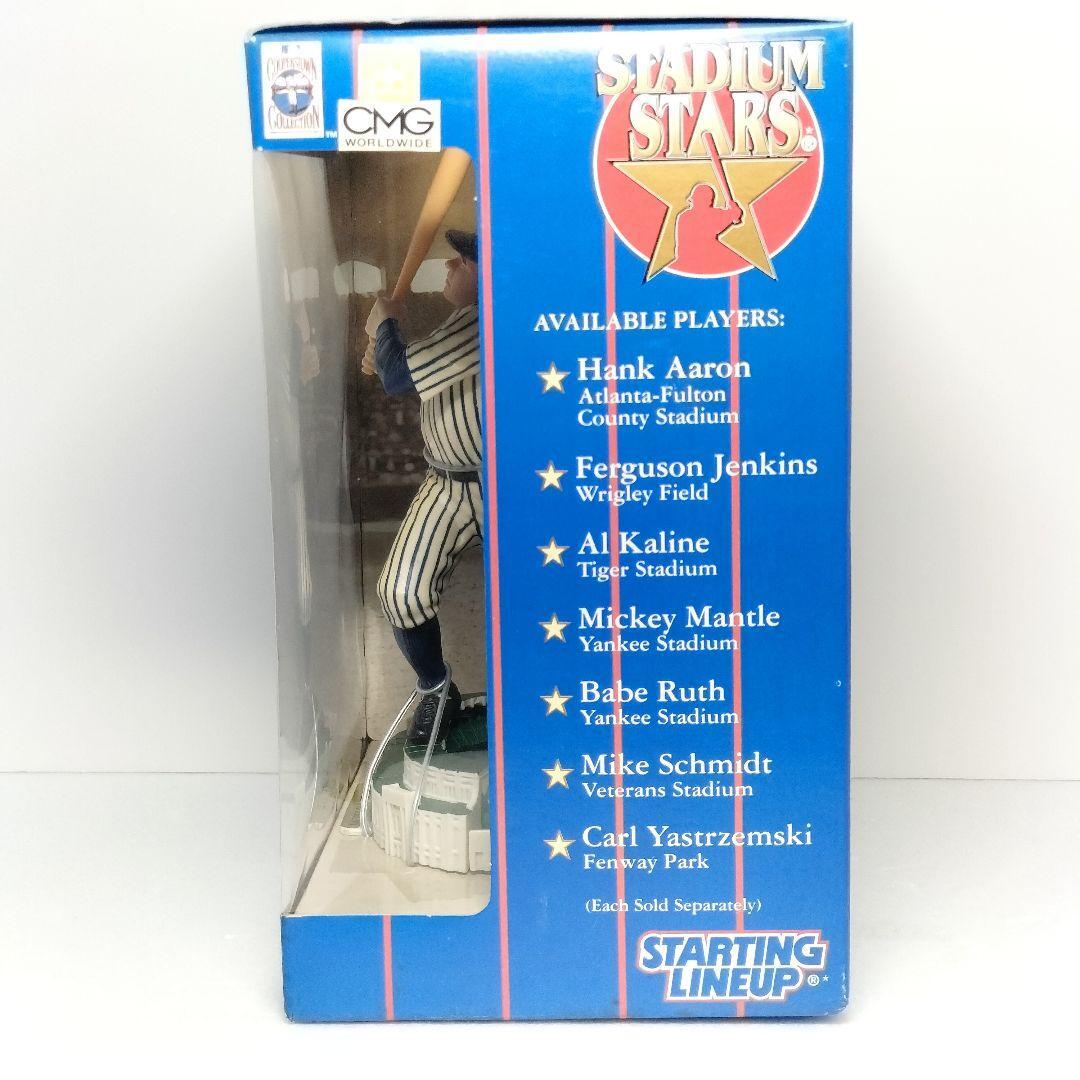 COOPERSTOWN
COLLECTION
TM
CMG
WORLDWIDE
STADIUM
STARS®*
AVAILABLE PLAYERS:
Hank Aaron
Atlanta-Fulton
County Stadium
Ferguson Jenkins
Wrigley Field
Al Kaline
Tiger Stadium
Mickey Mantle
Yankee Stadium
Babe Ruth
Yankee Stadium
Mike Schmidt
Veterans Stadium
Carl Yastrzemski
Fenway Park
(Each Sold Separately)
STARTING
LINEUP®*